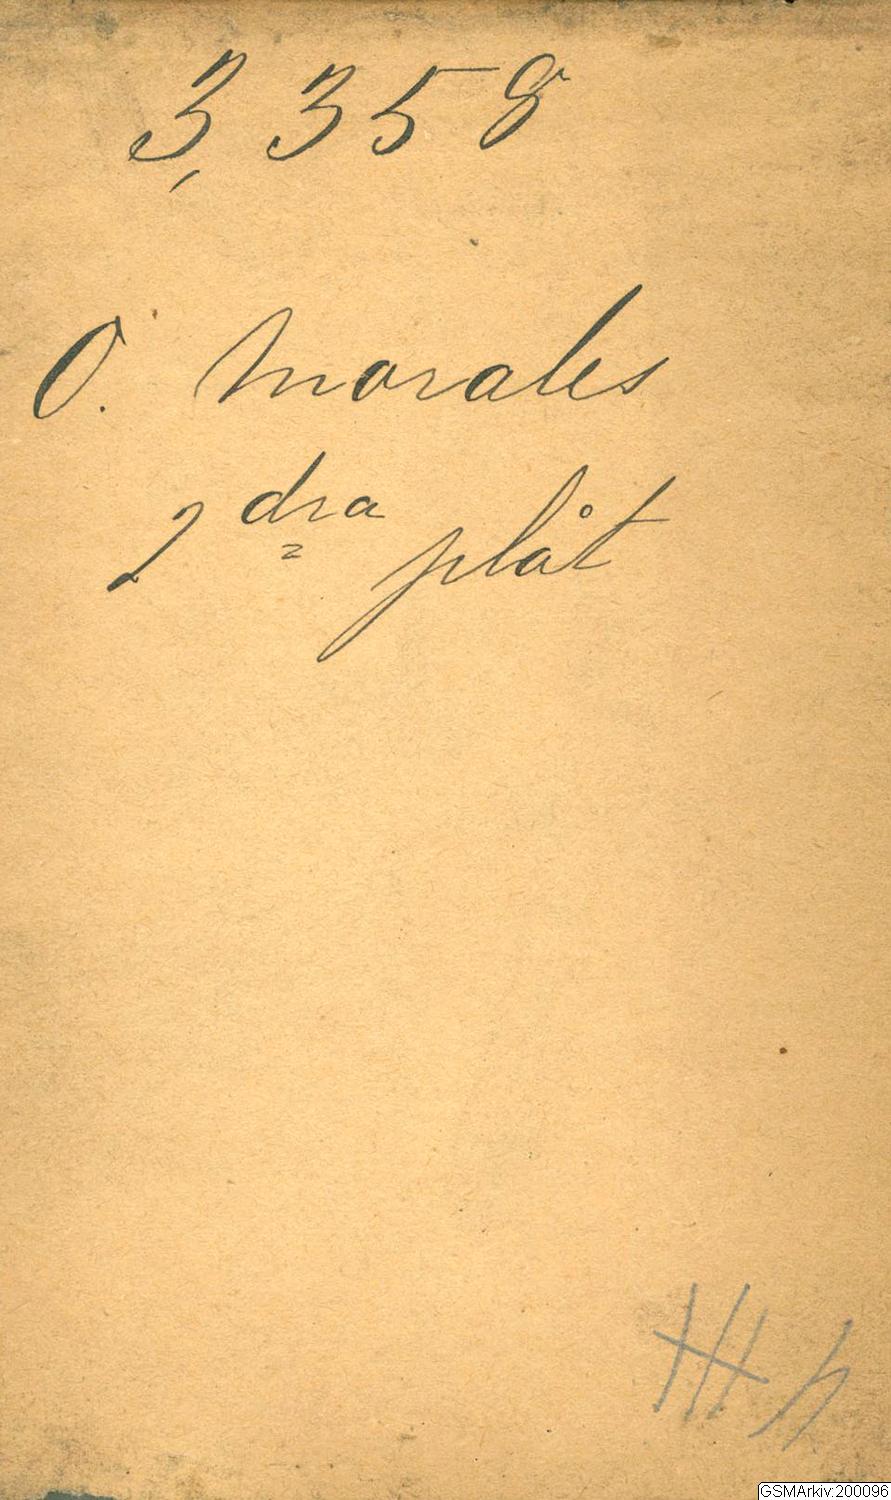 3,358
O. Morales
2dra plåt
GSMArkiv:200096